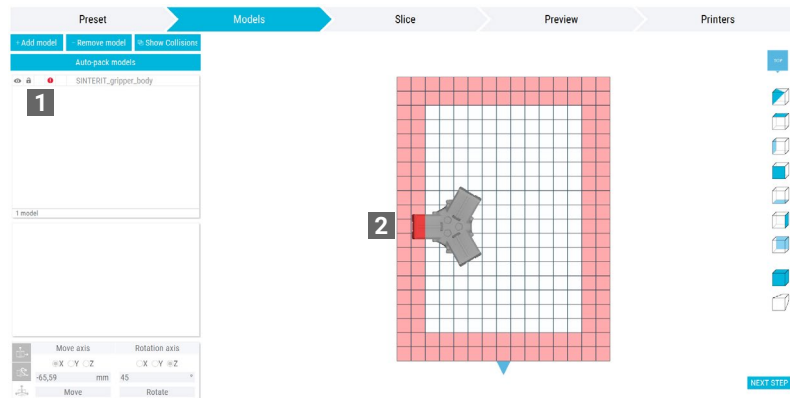 Preset
Models
Slice
Preview
Printers
+ Add model
- Remove model
Show Collisions
Auto-pack models
SINTERIT_gripper_body
1
1 model
2
TOP
Move axis
Rotation axis
X Y Z
X Y Z
-65,59 mm
45 °
Move
Rotate
NEXT STEP